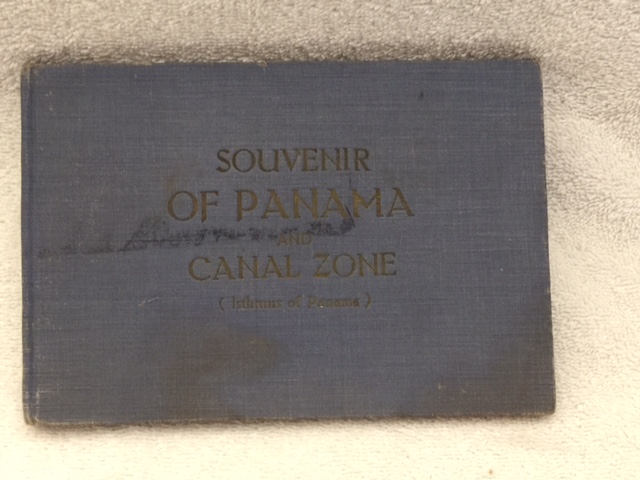 SOUVENIR
OF PANAMA
AND
CANAL ZONE
( Isthmus of Panama )